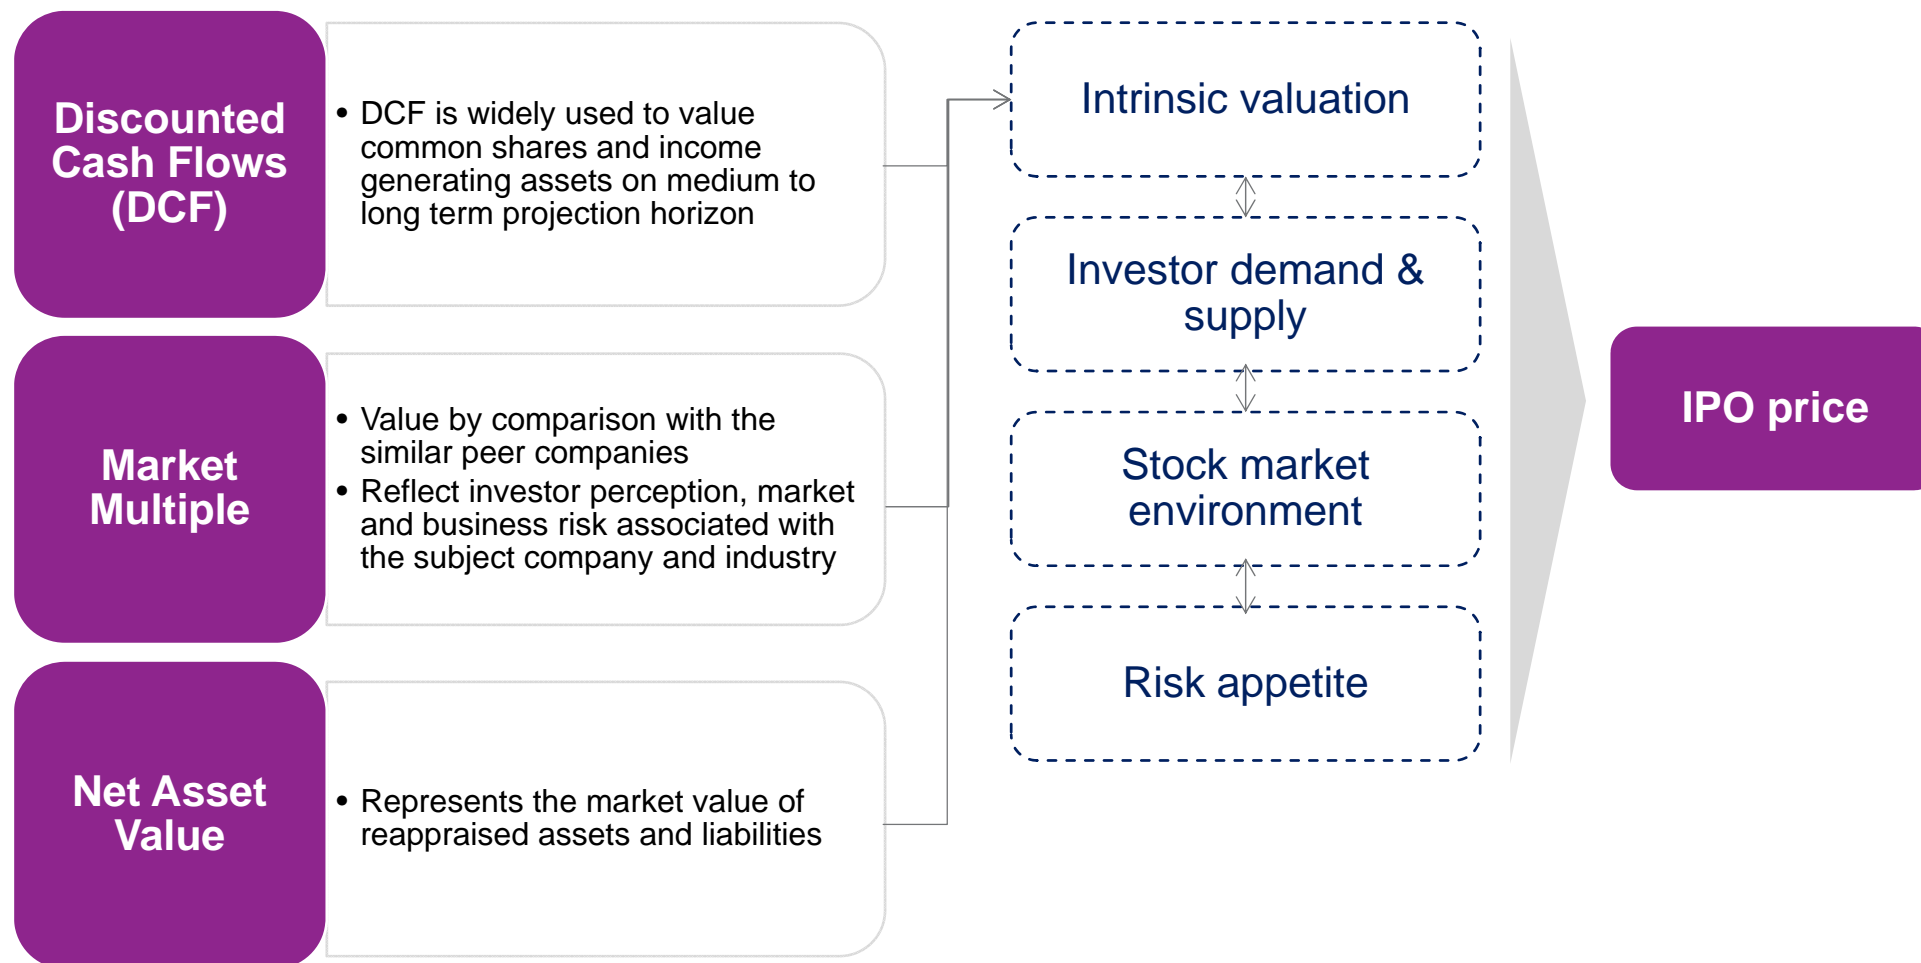 Discounted
Cash Flows
(DCF)
• DCF is widely used to value
common shares and income
generating assets on medium to
long term projection horizon
Market
Multiple
• Value by comparison with the
similar peer companies
• Reflect investor perception, market
and business risk associated with
the subject company and industry
Net Asset
Value
• Represents the market value of
reappraised assets and liabilities
Intrinsic valuation
Investor demand &
supply
Stock market
environment
Risk appetite
IPO price